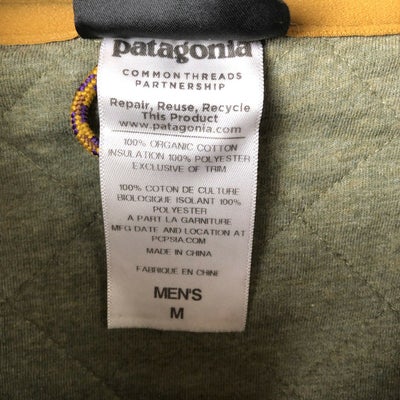 patagonia
COMMON THREADS
PARTNERSHIP
Repair, Reuse, Recycle
This Product
www.patagonia.com
100% ORGANIC COTTON
INSULATION 100% POLYESTER
EXCLUSIVE OF TRIM
100% COTON DE CULTURE
BIOLOGIQUE ISOLANT 100%
POLYESTER
A PART LA GARNITURE
MFG DATE AND LOCATION AT
PCPSIA.COM
MADE IN CHINA
FABRIQUE EN CHINE
MEN'S
M